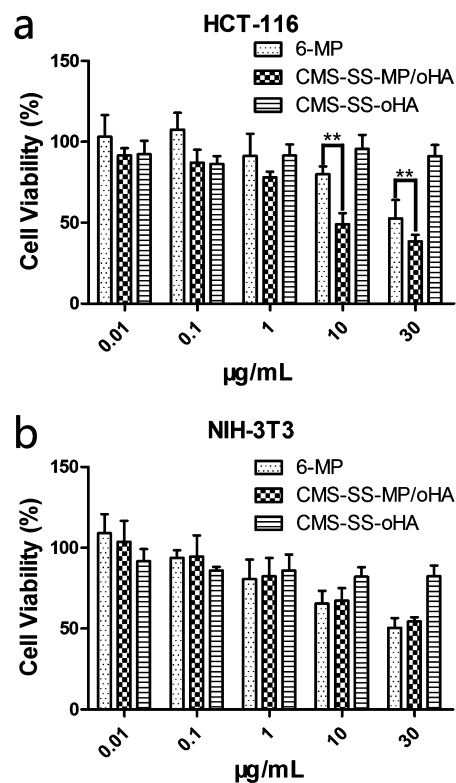 a
HCT-116
6-MP
CMS-SS-MP/oHA
CMS-SS-oHA
Cell Viability (%)
150
100
50
0
**
**
0.01 0.1 1 10 30
µg/mL
b
NIH-3T3
6-MP
CMS-SS-MP/oHA
CMS-SS-oHA
Cell Viability (%)
150
100
50
0
0.01 0.1 1 10 30
µg/mL